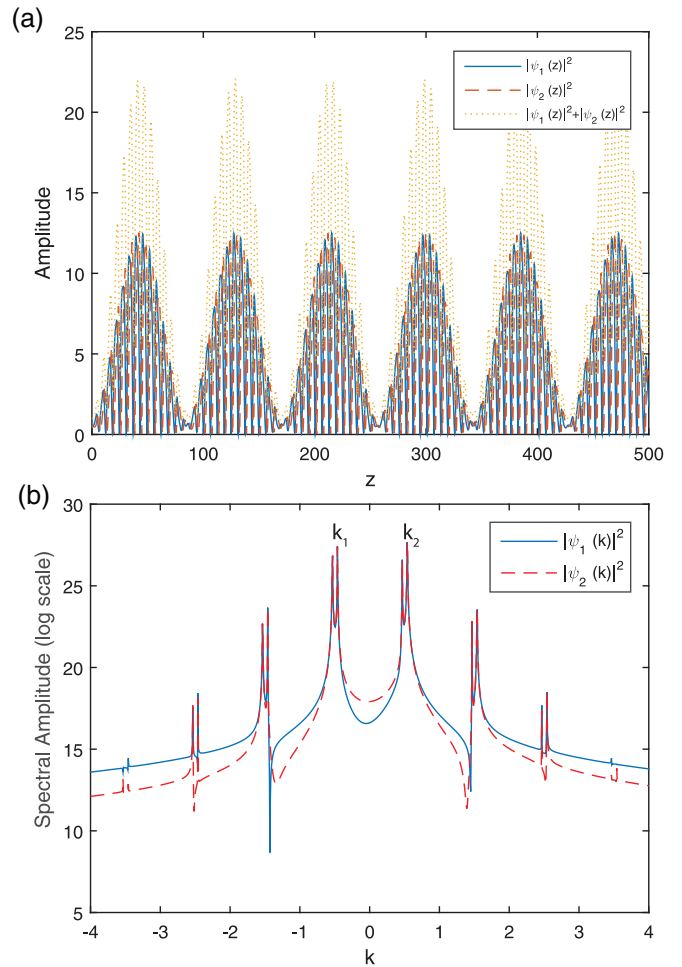 (a)
25
20
15
10
5
0
Amplitude
|ψ₁ (z)|²
|ψ₂ (z)|²
|ψ₁ (z)|²+|ψ₂ (z)|²
0 100 200 300 400 500
z
(b)
30
25
20
15
10
5
Spectral Amplitude (log scale)
k₁ k₂
|ψ₁ (k)|²
|ψ₂ (k)|²
-4 -3 -2 -1 0 1 2 3 4
k